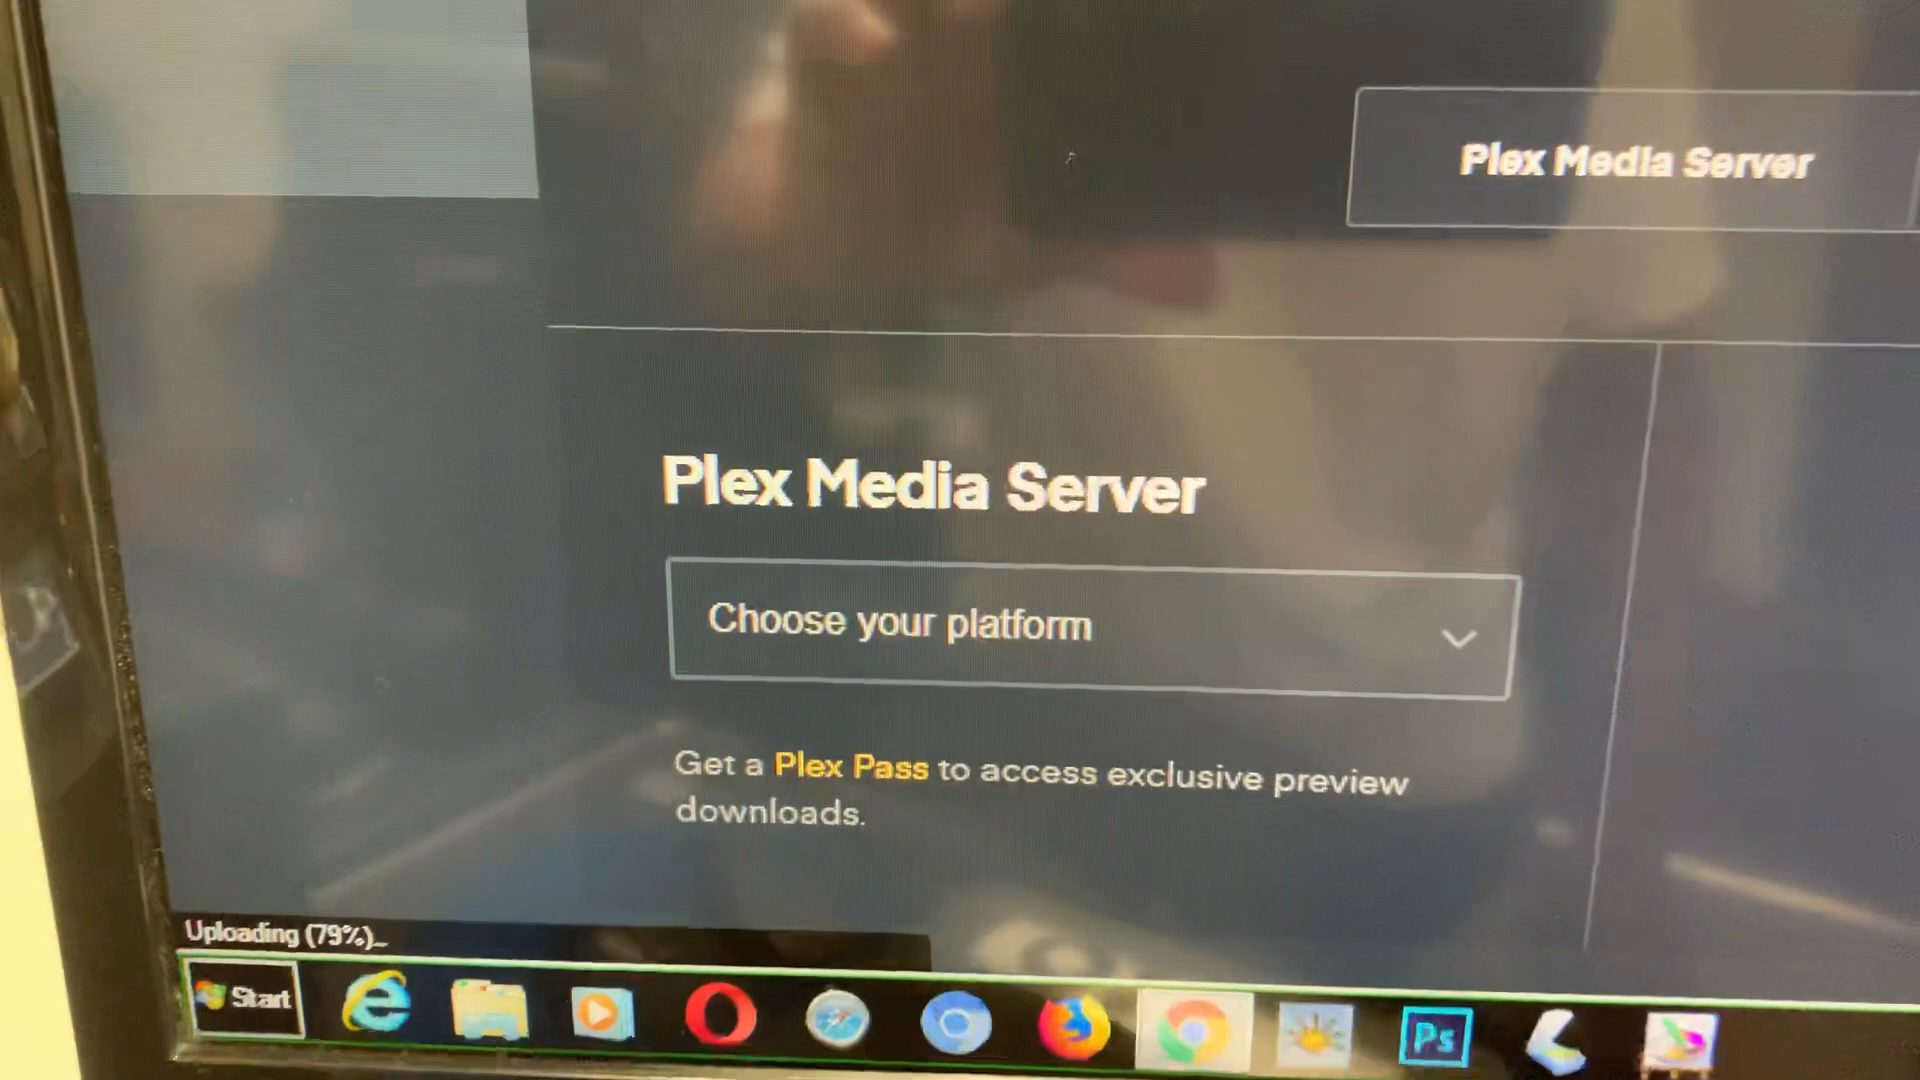 Plex Media Server
Plex Media Server
Choose your platform
Get a Plex Pass to access exclusive preview
downloads.
Uploading (79%)...
Start
Ps